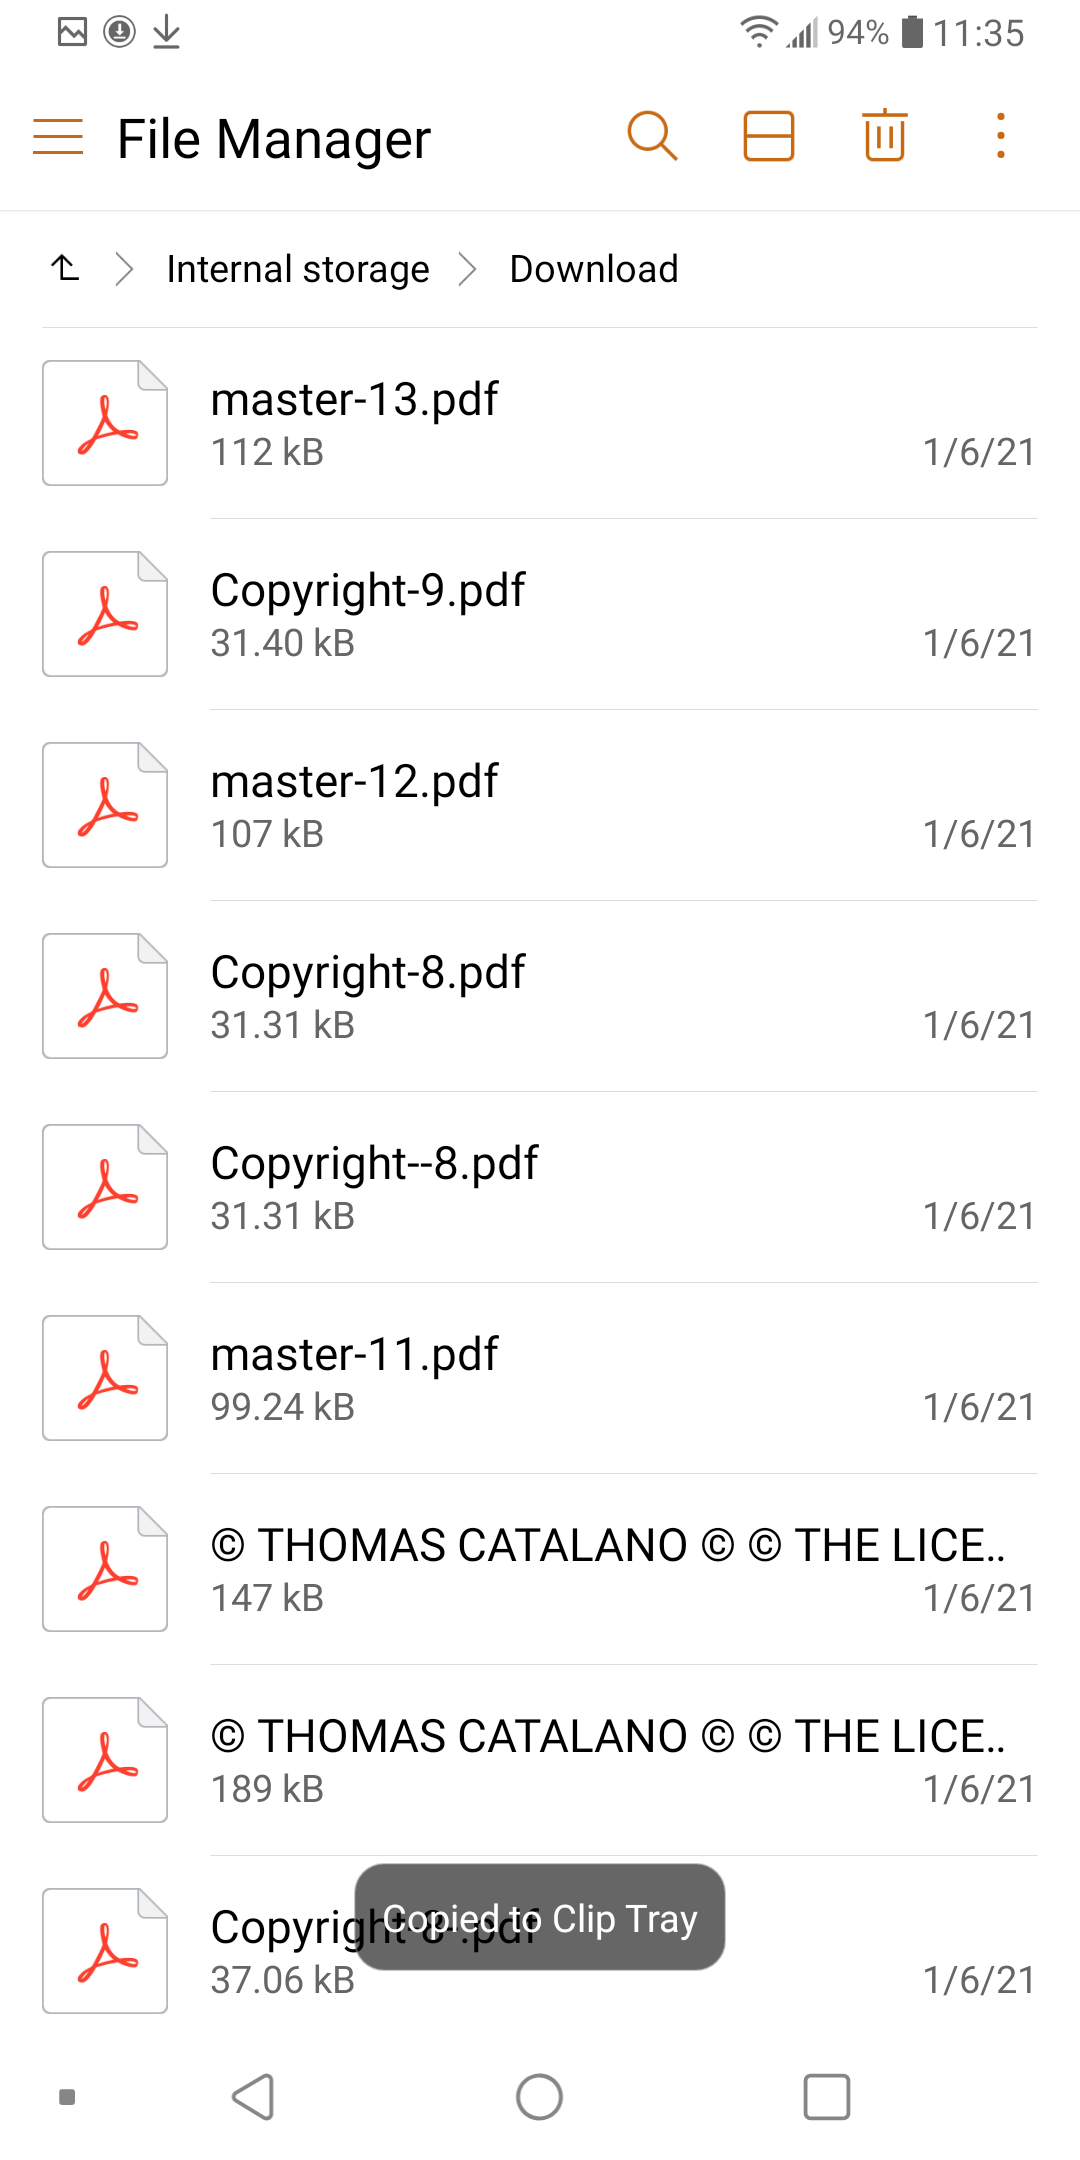 94% 11:35
File Manager
Internal storage Download
master-13.pdf
112 kB 1/6/21
Copyright-9.pdf
31.40 kB 1/6/21
master-12.pdf
107 kB 1/6/21
Copyright-8.pdf
31.31 kB 1/6/21
Copyright--8.pdf
31.31 kB 1/6/21
master-11.pdf
99.24 kB 1/6/21
© THOMAS CATALANO © © THE LICE..
147 kB 1/6/21
© THOMAS CATALANO © © THE LICE..
189 kB 1/6/21
Copyright-8-.pdf
Copied to Clip Tray
37.06 kB 1/6/21